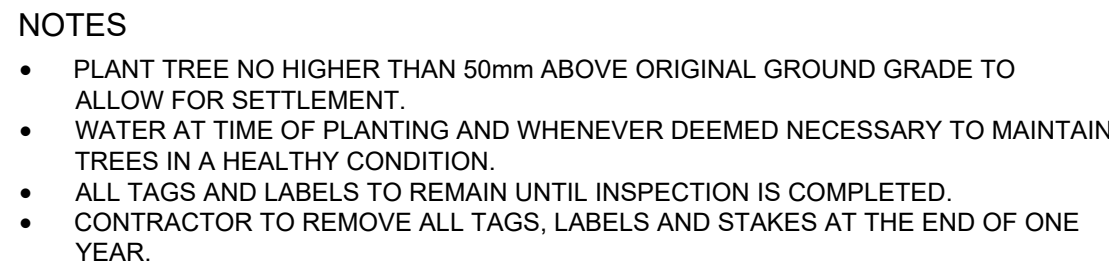 NOTES
• PLANT TREE NO HIGHER THAN 50mm ABOVE ORIGINAL GROUND GRADE TO
ALLOW FOR SETTLEMENT.
• WATER AT TIME OF PLANTING AND WHENEVER DEEMED NECESSARY TO MAINTAIN
TREES IN A HEALTHY CONDITION.
• ALL TAGS AND LABELS TO REMAIN UNTIL INSPECTION IS COMPLETED.
• CONTRACTOR TO REMOVE ALL TAGS, LABELS AND STAKES AT THE END OF ONE
YEAR.